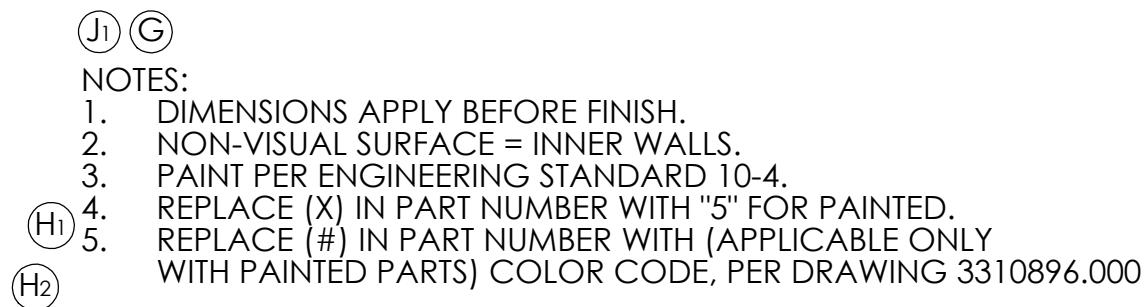 J1 G
NOTES:
1. DIMENSIONS APPLY BEFORE FINISH.
2. NON-VISUAL SURFACE = INNER WALLS.
3. PAINT PER ENGINEERING STANDARD 10-4.
H1 4. REPLACE (X) IN PART NUMBER WITH "5" FOR PAINTED.
5. REPLACE (#) IN PART NUMBER WITH (APPLICABLE ONLY
H2 WITH PAINTED PARTS) COLOR CODE, PER DRAWING 3310896.000